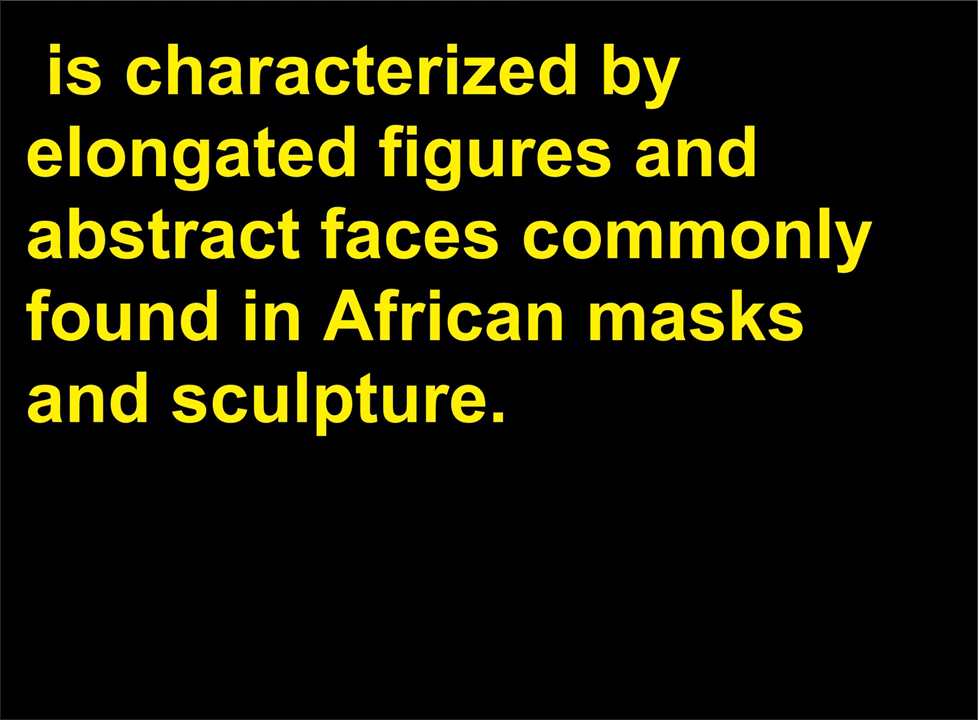 is characterized by
elongated figures and
abstract faces commonly
found in African masks
and sculpture.